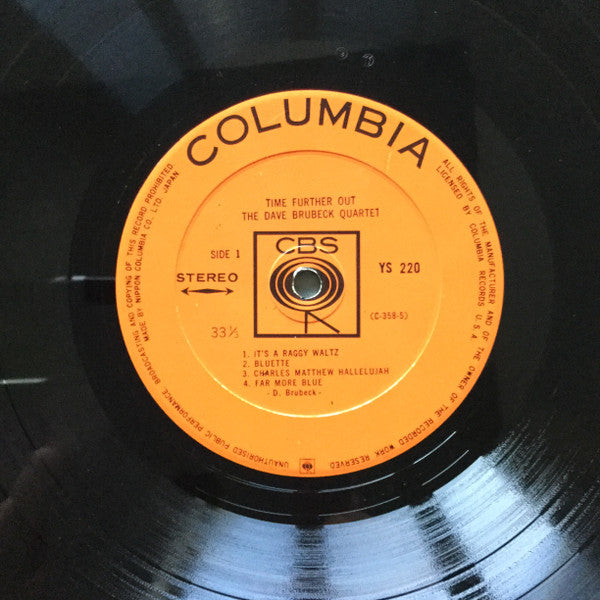 COLUMBIA
TIME FURTHER OUT
THE DAVE BRUBECK QUARTET
SIDE 1
CBS
YS 220
STEREO
(C-358-S)
33⅓
1. IT'S A RAGGY WALTZ
2. BLUETTE
3. CHARLES MATTHEW HALLELUJAH
4. FAR MORE BLUE
- D. Brubeck -
ALL RIGHTS OF THE MANUFACTURER AND OF THE OWNER OF THE RECORDED WORK RESERVED
UNAUTHORISED PUBLIC PERFORMANCE BROADCASTING AND COPYING OF THIS RECORD PROHIBITED
LICENSED BY COLUMBIA RECORDS U.S.A.
MADE BY NIPPON COLUMBIA CO. LTD. JAPAN